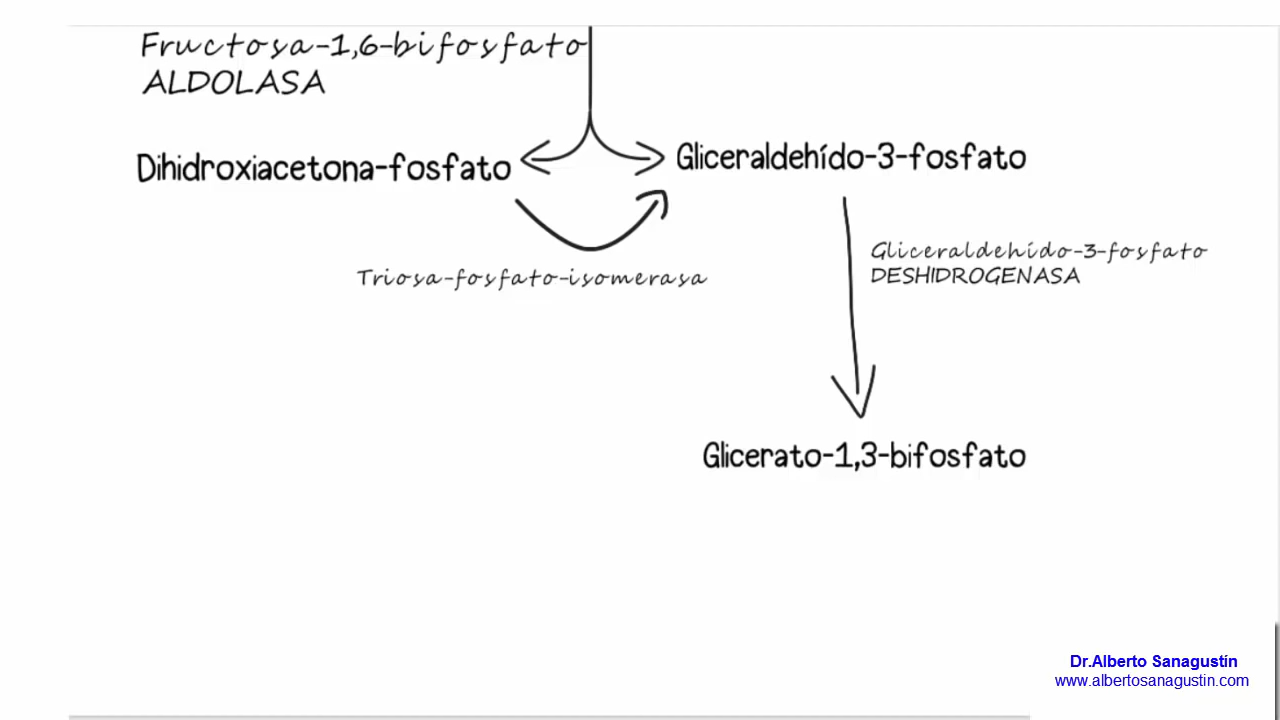 Fructosa-1,6-bifosfato
ALDOLASA
Dihidroxiacetona-fosfato
Gliceraldehído-3-fosfato
Triosa-fosfato-isomerasa
Gliceraldehído-3-fosfato
DESHIDROGENASA
Glicerato-1,3-bifosfato
Dr.Alberto Sanagustín
www.albertosanagustin.com